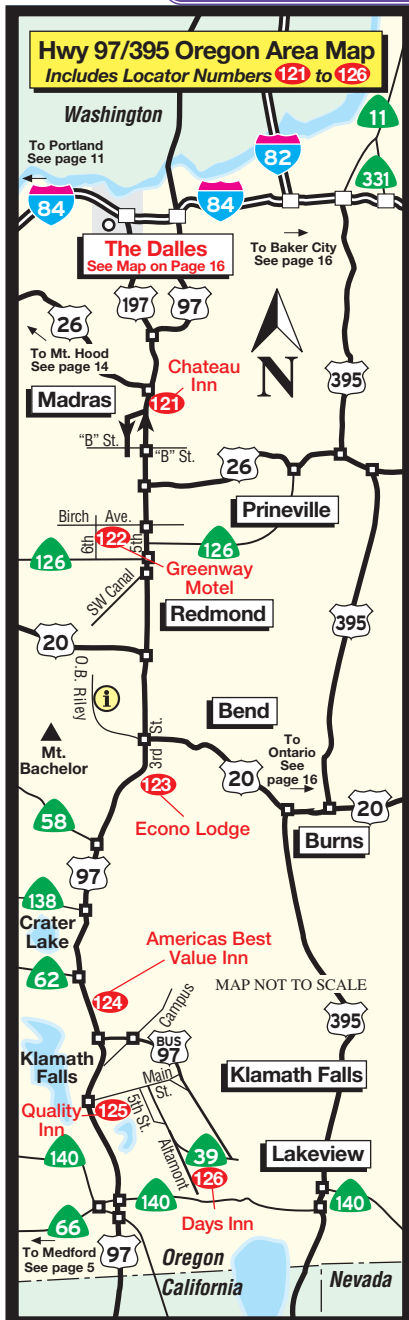 Hwy 97/395 Oregon Area Map
Includes Locator Numbers 121 to 126
Washington
11
To Portland
See page 11
82
331
84
84
The Dalles
See Map on Page 16
To Baker City
See page 16
197
97
26
To Mt. Hood
See page 14
N
395
Chateau
Inn
Madras
121
"B" St.
"B" St.
26
Prineville
Birch Ave.
6th
122
5th
126
126
Greenway
Motel
SW Canal
Redmond
395
20
O.B. Riley
i
Bend
3rd St.
To
Ontario
See
page 16
Mt.
Bachelor
20
20
123
Econo Lodge
58
Burns
97
138
Crater
Lake
Americas Best
Value Inn
62
MAP NOT TO SCALE
124
Campus
395
BUS
97
Klamath
Falls
Main
St.
Klamath Falls
Quality
Inn
125
5th St.
Altamont
39
Lakeview
140
126
140
140
Days Inn
66
To Medford
See page 5
97
Oregon
California
Nevada